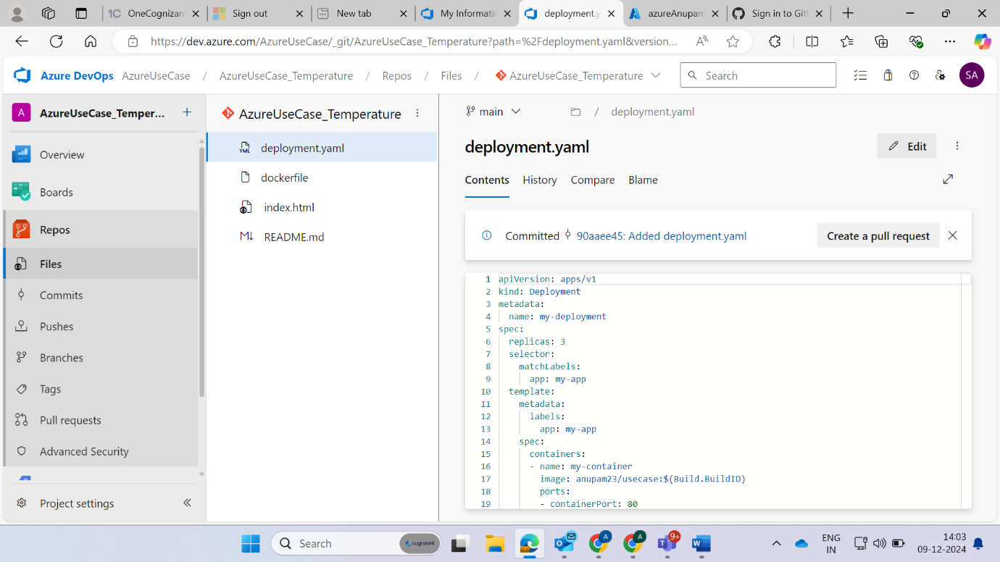 OneCognizan
Sign out
New tab
My Informatic
deployment.y
azureAnupam
Sign in to Gitl
https://dev.azure.com/AzureUseCase/_git/AzureUseCase_Temperature?path=%2Fdeployment.yaml&version...
Azure DevOps AzureUseCase / AzureUseCase_Temperature / Repos / Files / AzureUseCase_Temperature
Search
SA
A AzureUseCase_Temper...
Overview
Boards
Repos
Files
Commits
Pushes
Branches
Tags
Pull requests
Advanced Security
Project settings
AzureUseCase_Temperature
deployment.yaml
dockerfile
index.html
README.md
main / deployment.yaml
deployment.yaml
Edit
Contents History Compare Blame
Committed 90aaee45: Added deployment.yaml
Create a pull request
1 apiVersion: apps/v1
2 kind: Deployment
3 metadata:
4 name: my-deployment
5 spec:
6 replicas: 3
7 selector:
8 matchLabels:
9 app: my-app
10 template:
11 metadata:
12 labels:
13 app: my-app
14 spec:
15 containers:
16 - name: my-container
17 image: anupam23/usecase:$(Build.BuildID)
18 ports:
19 - containerPort: 80
Search
cognizant
A
A
9+
ENG
IN
14:03
09-12-2024